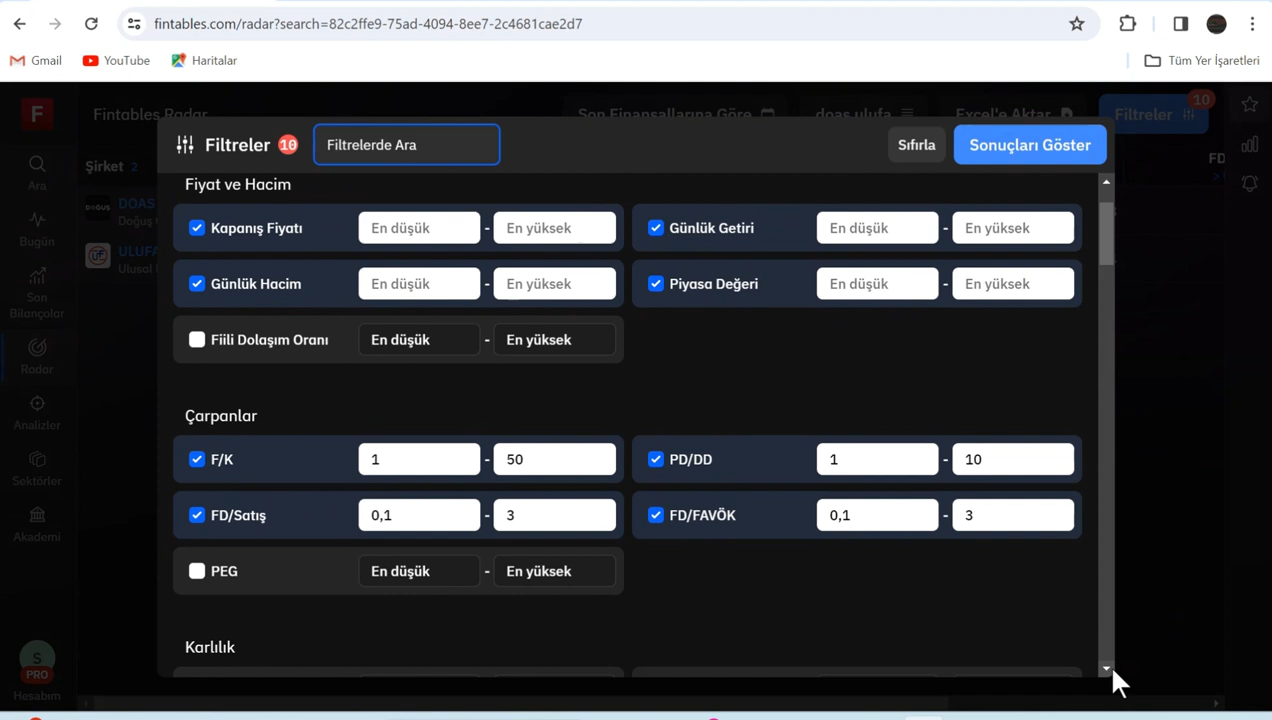 fintables.com/radar?search=82c2ffe9-75ad-4094-8ee7-2c4681cae2d7
Gmail YouTube Haritalar Tüm Yer İşaretleri
F Fintables Radar Son Finansallarına Göre doas ulufa Excel'e Aktar Filtreler 10
Filtreler 10 Filtrelerde Ara Sıfırla Sonuçları Göster
Ara
Bugün
Son Bilançolar
Radar
Analizler
Sektörler
Akademi
S
PRO
Hesabım
Şirket 2
FD
DOAS
Doğuş
ULUFA
Ulusal
Fiyat ve Hacim
Kapanış Fiyatı En düşük - En yüksek
Günlük Getiri En düşük - En yüksek
Günlük Hacim En düşük - En yüksek
Piyasa Değeri En düşük - En yüksek
Fiili Dolaşım Oranı En düşük - En yüksek
Çarpanlar
F/K 1 - 50
PD/DD 1 - 10
FD/Satış 0,1 - 3
FD/FAVÖK 0,1 - 3
PEG En düşük - En yüksek
Karlılık